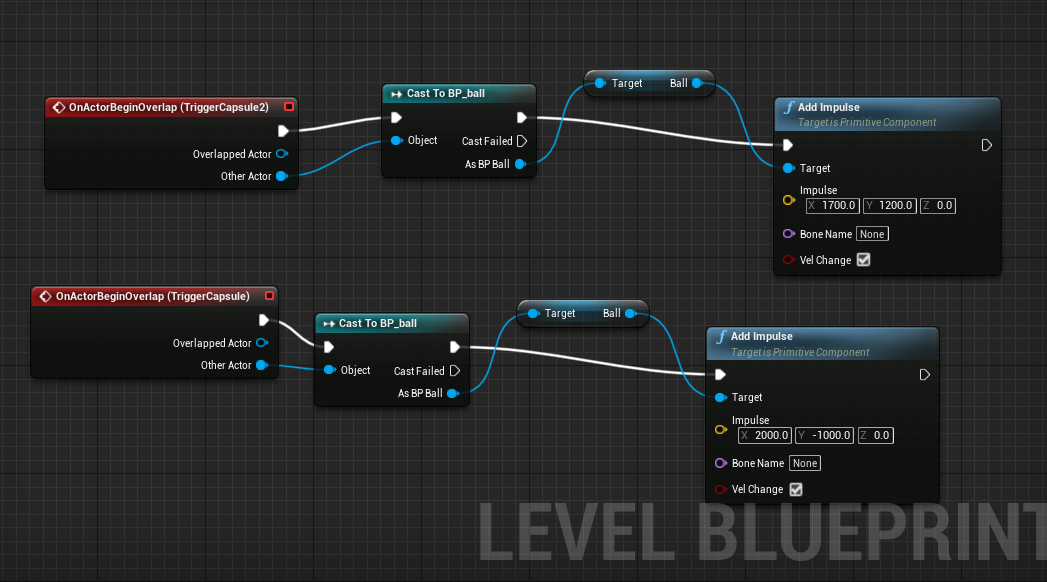 OnActorBeginOverlap (TriggerCapsule2)
Overlapped Actor
Other Actor
Cast To BP_ball
Object
Cast Failed
As BP Ball
Target Ball
Add Impulse
Target is Primitive Component
Target
Impulse
X 1700.0 Y 1200.0 Z 0.0
Bone Name None
Vel Change
OnActorBeginOverlap (TriggerCapsule)
Overlapped Actor
Other Actor
Cast To BP_ball
Object
Cast Failed
As BP Ball
Target Ball
Add Impulse
Target is Primitive Component
Target
Impulse
X 2000.0 Y -1000.0 Z 0.0
Bone Name None
Vel Change
LEVEL BLUEPRINT